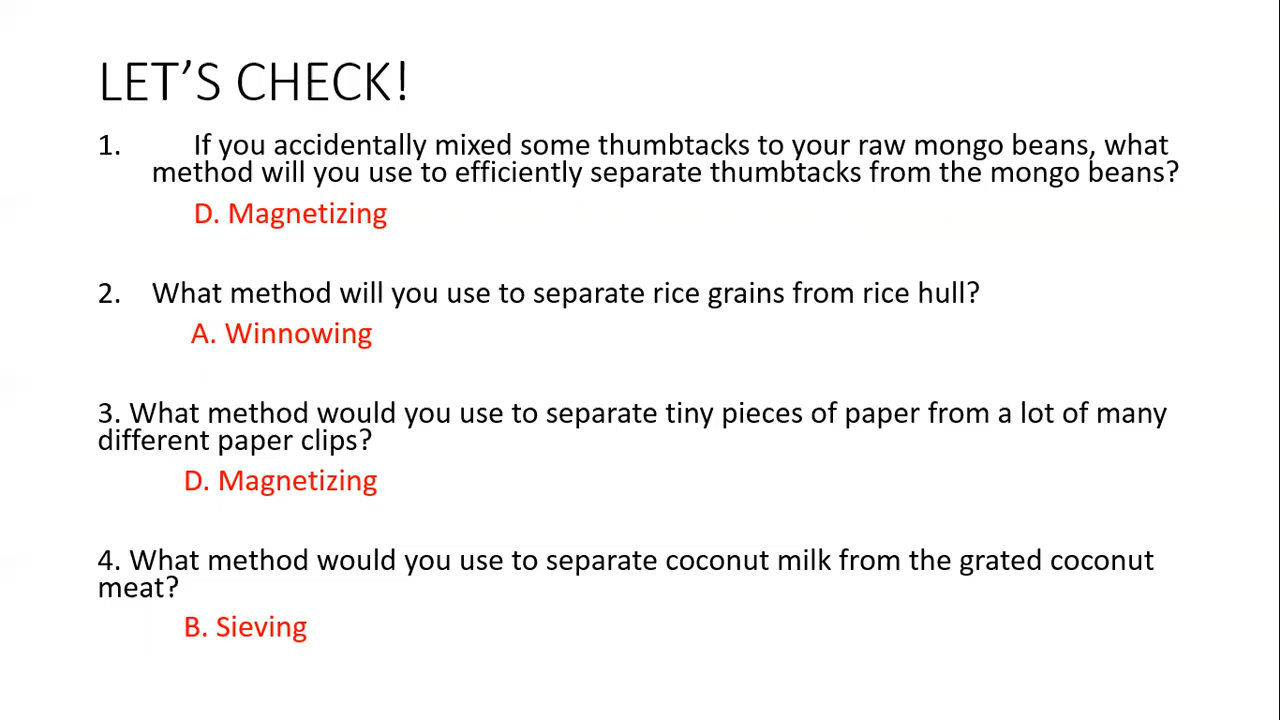 LET’S CHECK!
1. If you accidentally mixed some thumbtacks to your raw mongo beans, what
method will you use to efficiently separate thumbtacks from the mongo beans?
D. Magnetizing
2. What method will you use to separate rice grains from rice hull?
A. Winnowing
3. What method would you use to separate tiny pieces of paper from a lot of many
different paper clips?
D. Magnetizing
4. What method would you use to separate coconut milk from the grated coconut
meat?
B. Sieving